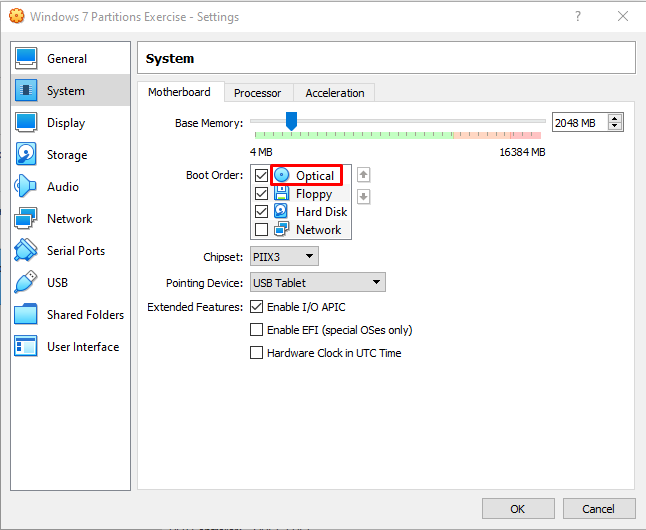 Windows 7 Partitions Exercise - Settings
?
General
System
Display
Storage
Audio
Network
Serial Ports
USB
Shared Folders
User Interface
System
Motherboard Processor Acceleration
Base Memory: 2048 MB
4 MB 16384 MB
Boot Order: Optical
Floppy
Hard Disk
Network
Chipset: PIIX3
Pointing Device: USB Tablet
Extended Features: Enable I/O APIC
Enable EFI (special OSes only)
Hardware Clock in UTC Time
OK Cancel